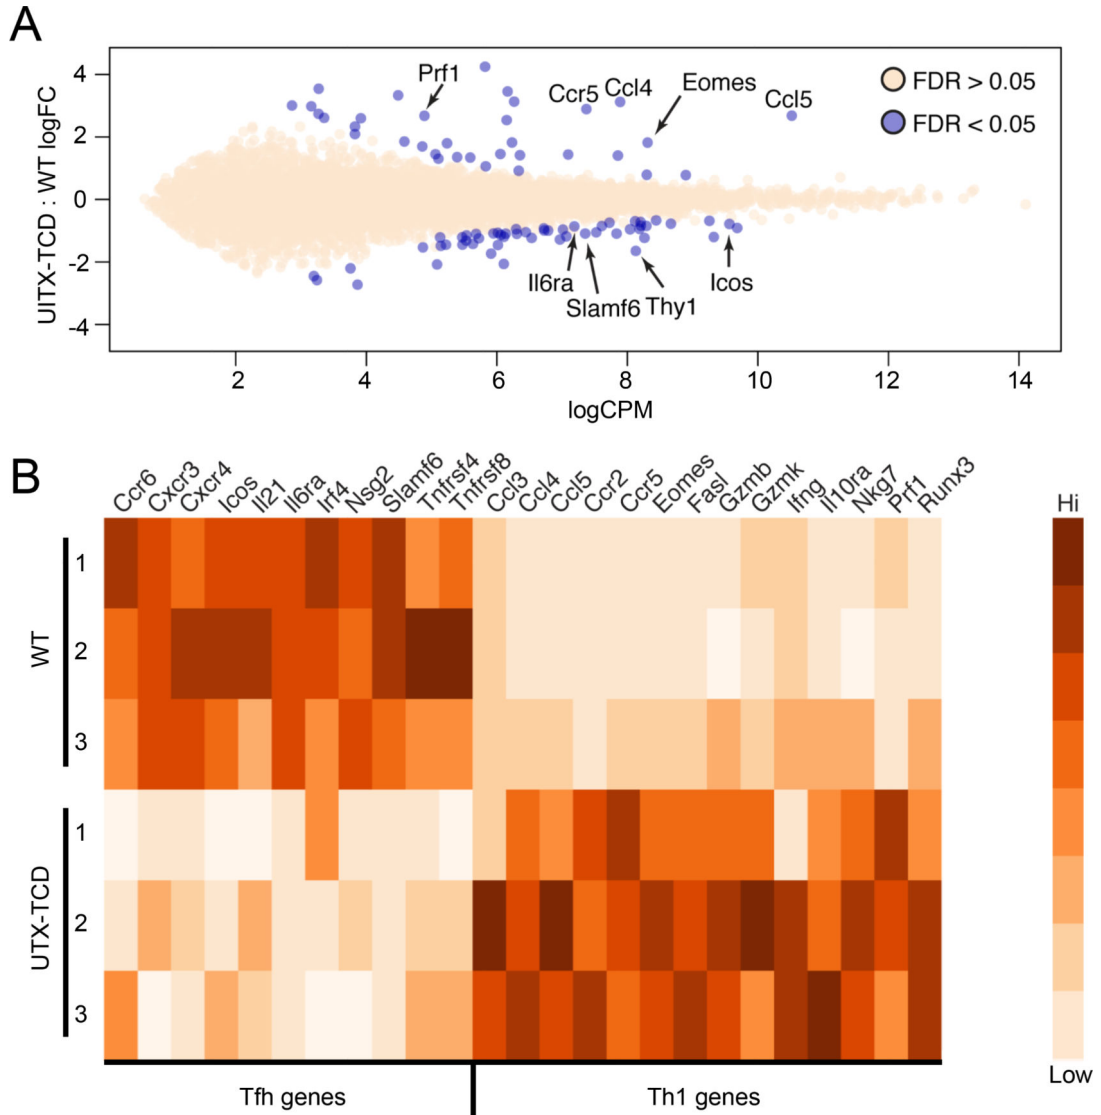 A
UITX-TCD : WT logFC
4
2
0
-2
-4
Prf1
Ccr5
Ccl4
Eomes
Ccl5
FDR > 0.05
FDR < 0.05
Il6ra
Slamf6
Thy1
Icos
2
4
6
8
10
12
14
logCPM
B
Ccr6
Cxcr3
Cxcr4
Icos
Il21
Il6ra
Irf4
Nsg2
Slamf6
Tnfrsf4
Tnfrsf8
Ccl3
Ccl4
Ccl5
Ccr2
Ccr5
Eomes
Fasl
Gzmb
Gzmk
Ifng
Il10ra
Nkg7
Prf1
Runx3
Hi
WT
1
2
3
UTX-TCD
1
2
3
Low
Tfh genes
Th1 genes